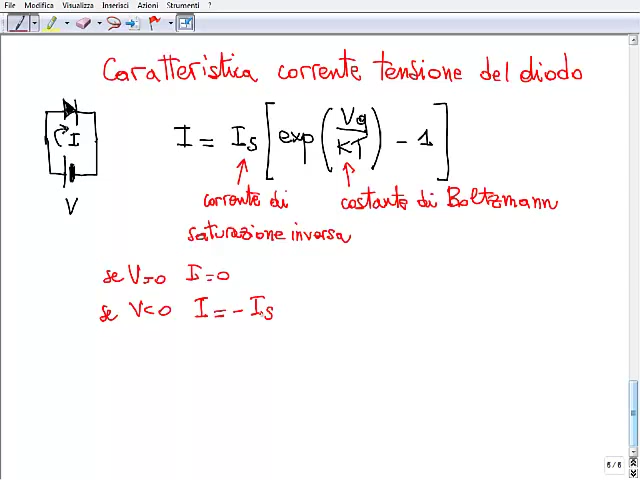 File Modifica Visualizza Inserisci Azioni Strumenti ?
Caratteristica corrente tensione del diodo
I
V
I = Is [exp(Vq/KT) - 1]
corrente di saturazione inversa
costante di Boltzmann
se V=0 I=0
se V<0 I=-Is
6/6